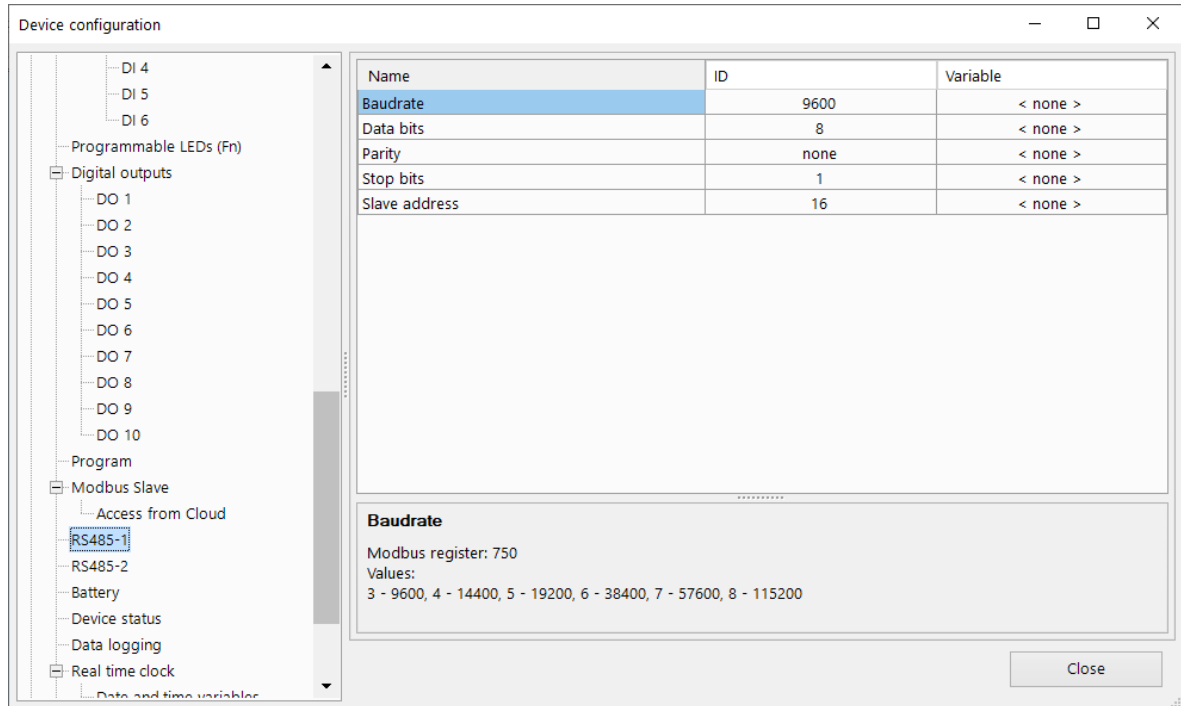 Device configuration
DI 4
DI 5
DI 6
Programmable LEDs (Fn)
Digital outputs
DO 1
DO 2
DO 3
DO 4
DO 5
DO 6
DO 7
DO 8
DO 9
DO 10
Program
Modbus Slave
Access from Cloud
RS485-1
RS485-2
Battery
Device status
Data logging
Real time clock
Date and time variables
Name ID Variable
Baudrate 9600 < none >
Data bits 8 < none >
Parity none < none >
Stop bits 1 < none >
Slave address 16 < none >
Baudrate
Modbus register: 750
Values:
3 - 9600, 4 - 14400, 5 - 19200, 6 - 38400, 7 - 57600, 8 - 115200
Close